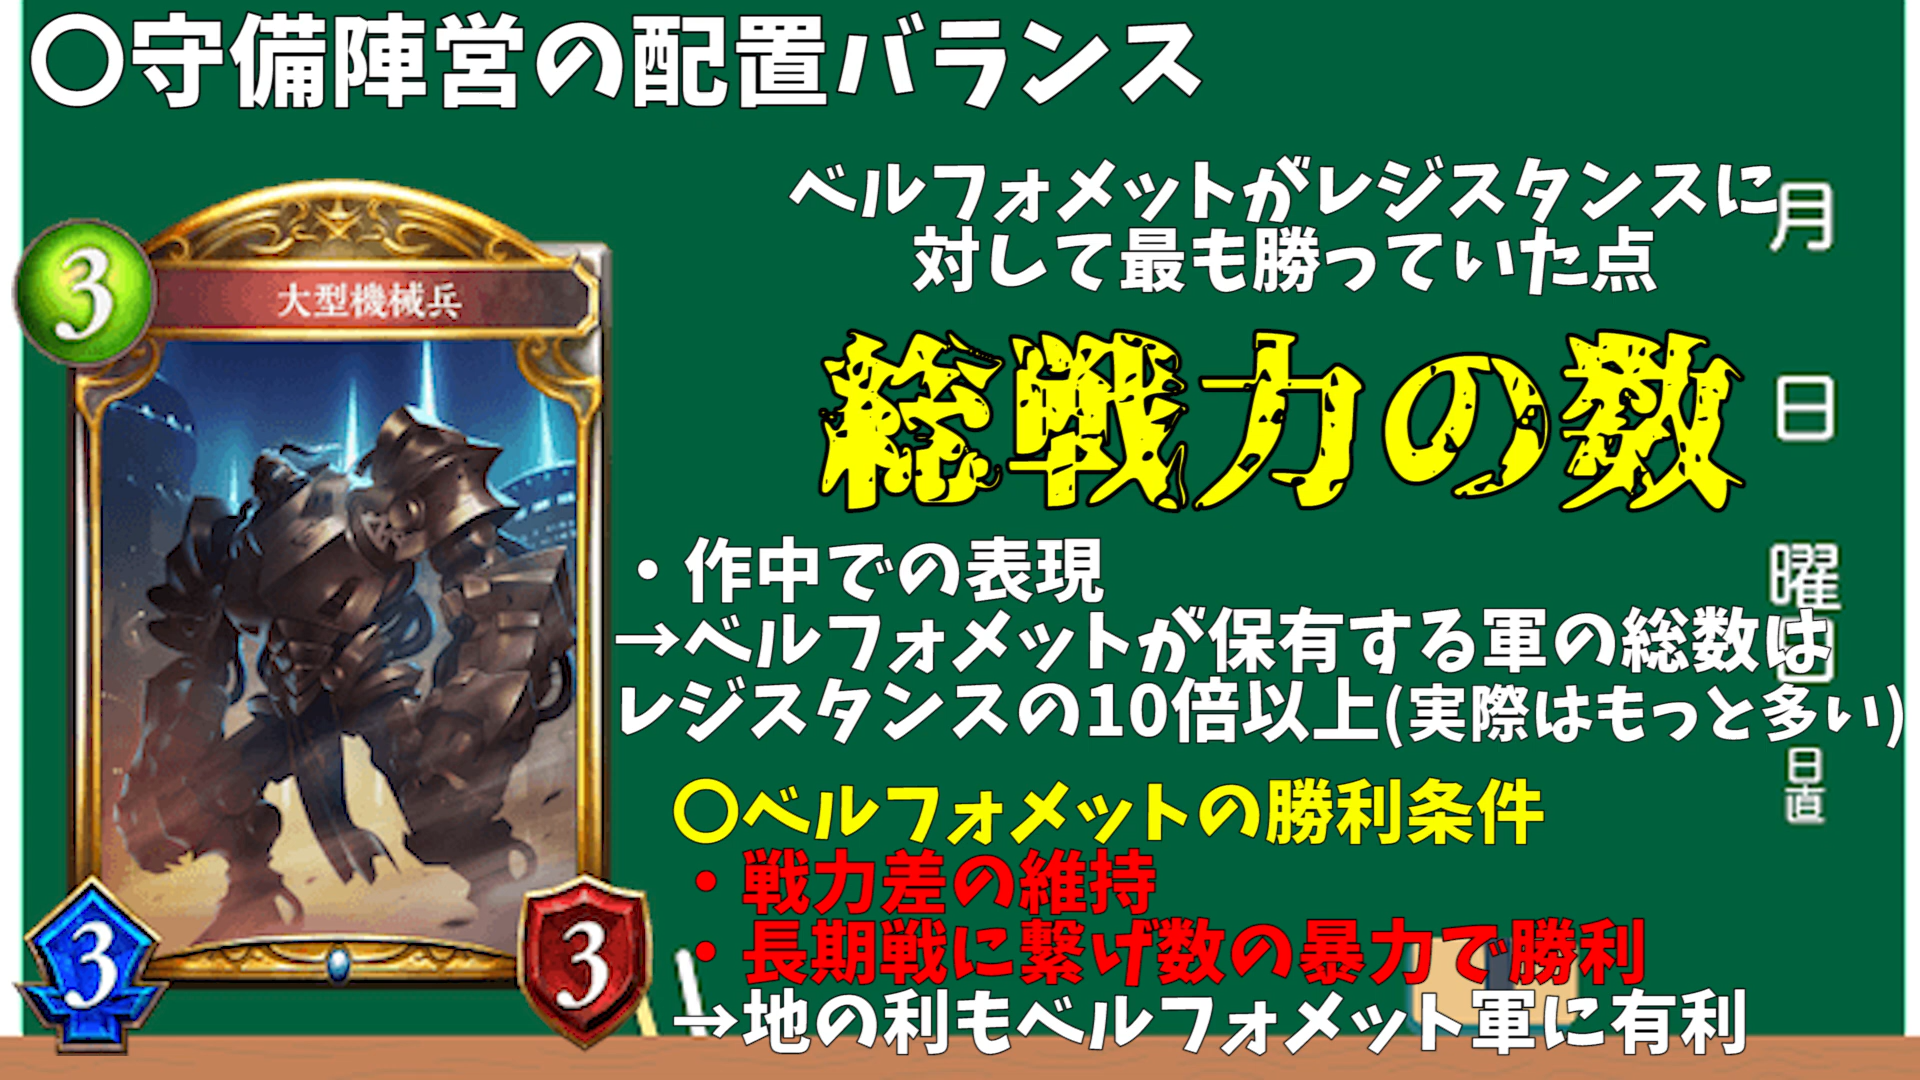 〇守備陣営の配置バランス
3
大型機械兵
3
3
ベルフォメットがレジスタンスに
対して最も勝っていた点
総戦力の数
・作中での表現
→ベルフォメットが保有する軍の総数は
レジスタンスの10倍以上(実際はもっと多い)
〇ベルフォメットの勝利条件
・戦力差の維持
・長期戦に繋げ数の暴力で勝利
→地の利もベルフォメット軍に有利
月
日
曜
日
日直